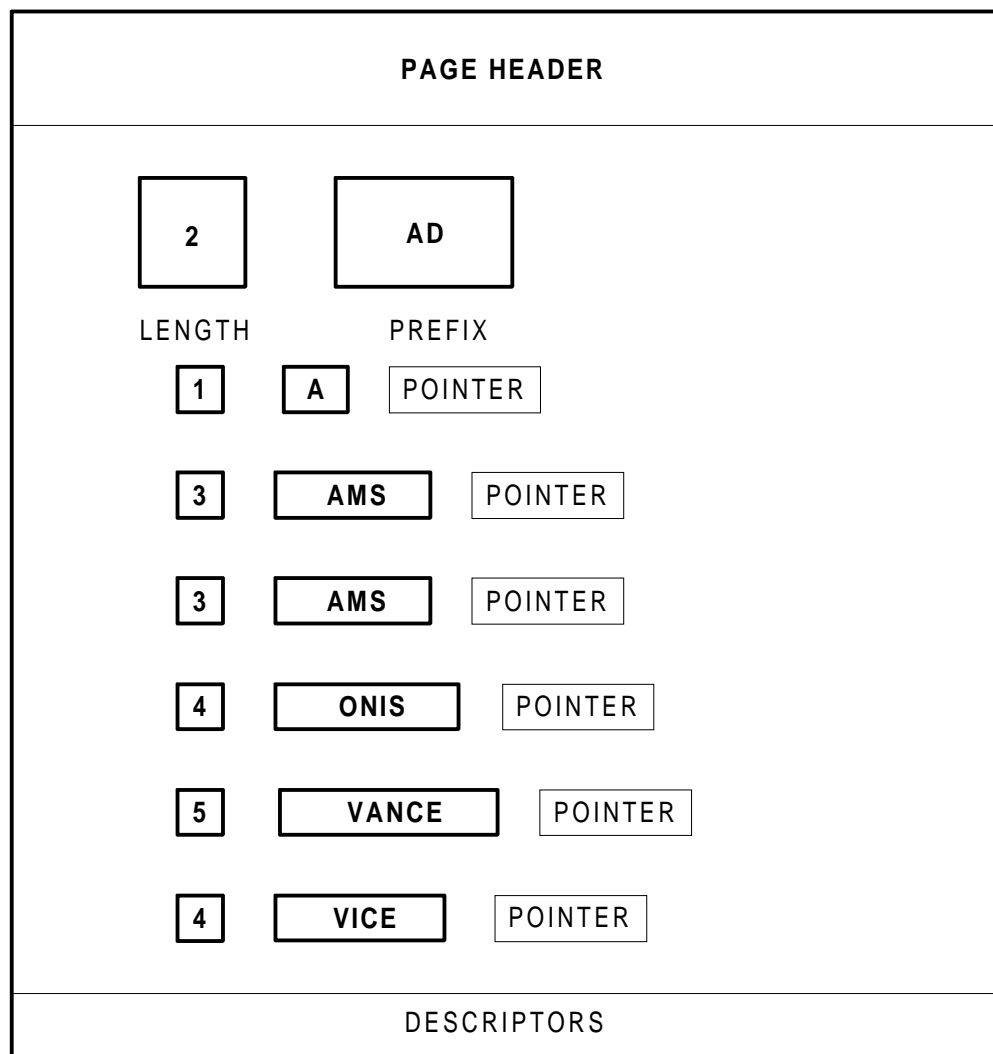 PAGE HEADER
2 AD
LENGTH PREFIX
1 A POINTER
3 AMS POINTER
3 AMS POINTER
4 ONIS POINTER
5 VANCE POINTER
4 VICE POINTER
DESCRIPTORS